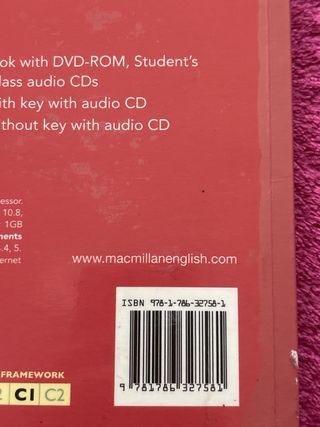 ok with DVD-ROM, Student's
lass audio CDs
ith key with audio CD
ithout key with audio CD
essor.
10.8,
1GB
ments
.4, 5.
ernet
www.macmillanenglish.com
ISBN 978-1-786-32758-1
9 781786 327581
FRAMEWORK
2 C1 C2